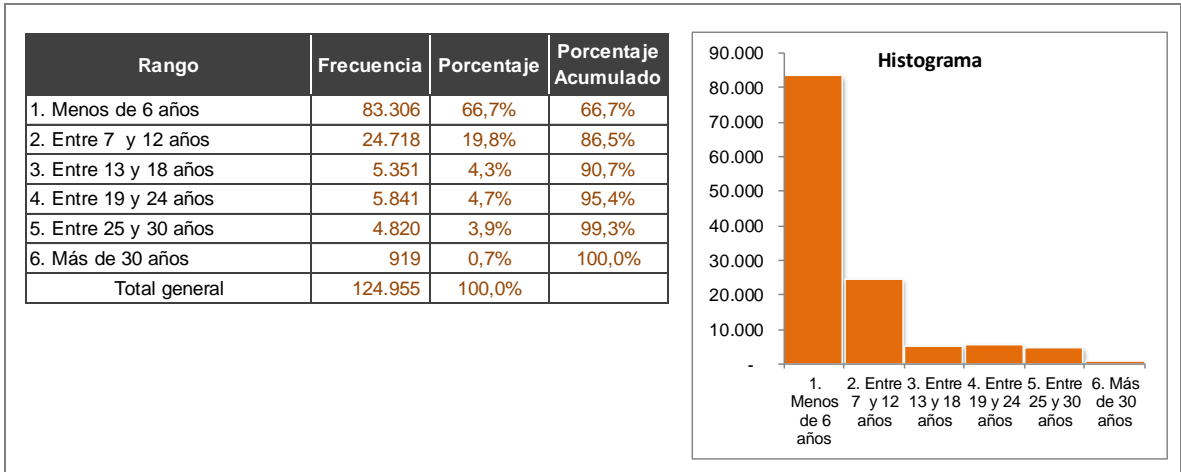 Rango Frecuencia Porcentaje Porcentaje Acumulado
1. Menos de 6 años 83.306 66,7% 66,7%
2. Entre 7 y 12 años 24.718 19,8% 86,5%
3. Entre 13 y 18 años 5.351 4,3% 90,7%
4. Entre 19 y 24 años 5.841 4,7% 95,4%
5. Entre 25 y 30 años 4.820 3,9% 99,3%
6. Más de 30 años 919 0,7% 100,0%
Total general 124.955 100,0%
Histograma
90.000
80.000
70.000
60.000
50.000
40.000
30.000
20.000
10.000
-
1. Menos de 6 años
2. Entre 7 y 12 años
3. Entre 13 y 18 años
4. Entre 19 y 24 años
5. Entre 25 y 30 años
6. Más de 30 años